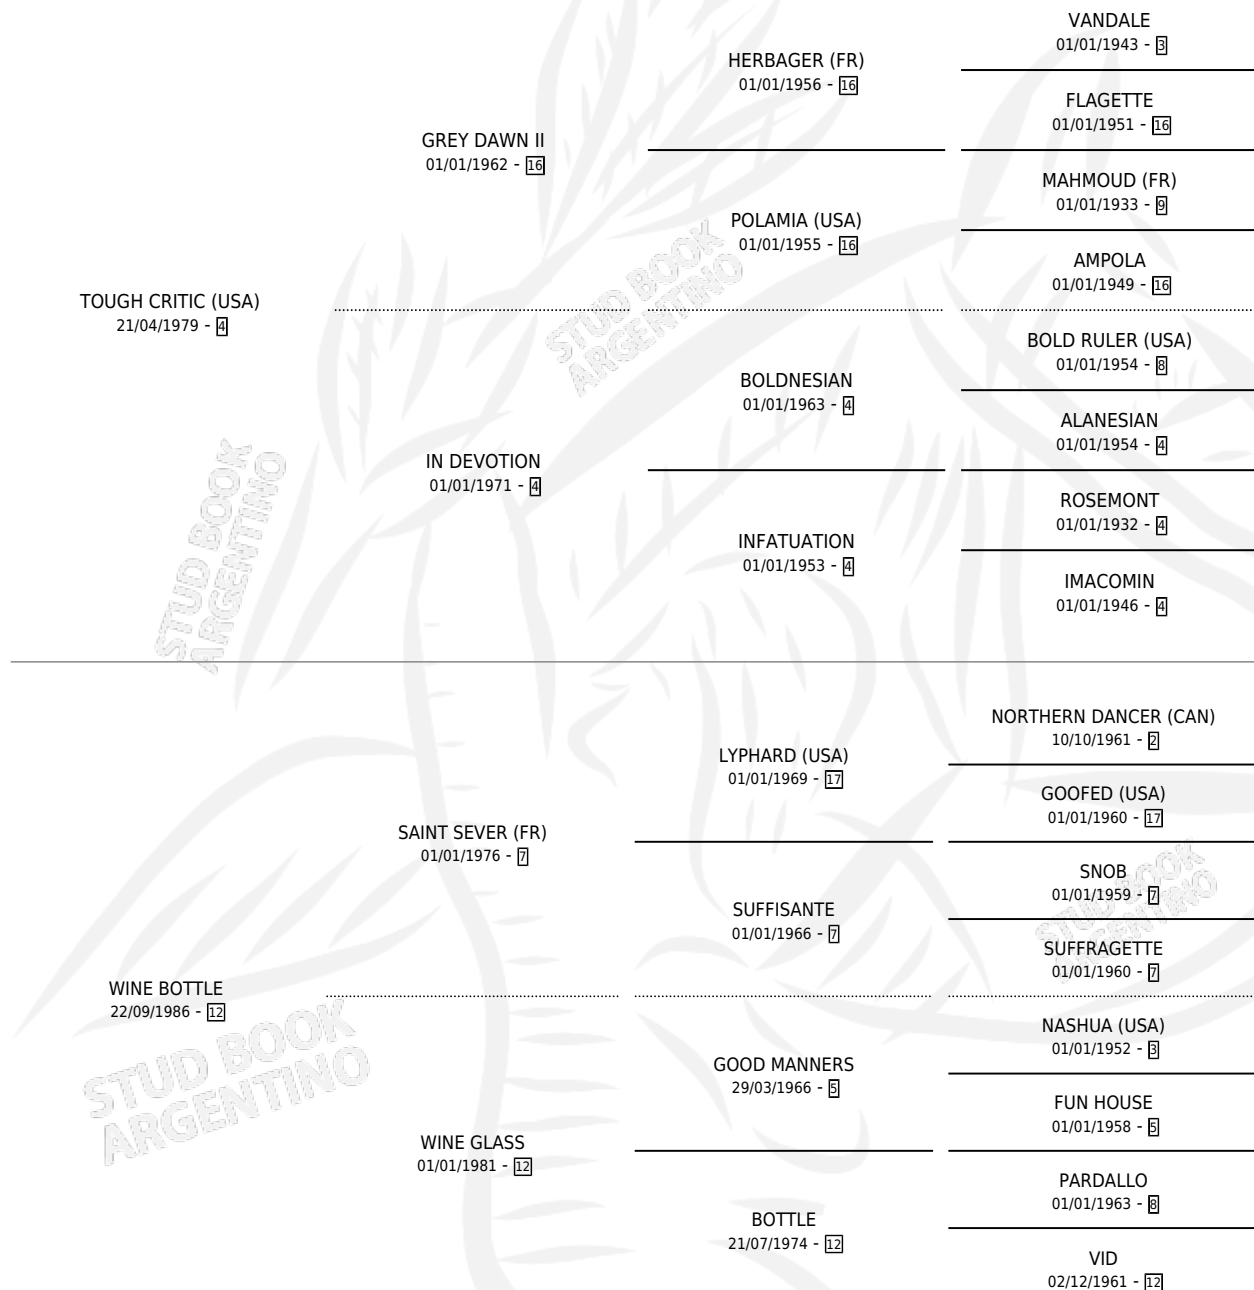 VANDALE
01/01/1943 - 3
HERBAGER (FR)
01/01/1956 - 16
FLAGETTE
01/01/1951 - 16
GREY DAWN II
01/01/1962 - 16
MAHMOUD (FR)
01/01/1933 - 9
POLAMIA (USA)
01/01/1955 - 16
AMPOLA
01/01/1949 - 16
TOUGH CRITIC (USA)
21/04/1979 - 4
BOLD RULER (USA)
01/01/1954 - 8
BOLDNESIAN
01/01/1963 - 4
ALANESIAN
01/01/1954 - 4
IN DEVOTION
01/01/1971 - 4
ROSEMONT
01/01/1932 - 4
INFATUATION
01/01/1953 - 4
IMACOMIN
01/01/1946 - 4
NORTHERN DANCER (CAN)
10/10/1961 - 2
LYPHARD (USA)
01/01/1969 - 17
GOOFED (USA)
01/01/1960 - 17
SAINT SEVER (FR)
01/01/1976 - 7
SNOB
01/01/1959 - 7
SUFFISANTE
01/01/1966 - 7
SUFFRAGETTE
01/01/1960 - 7
WINE BOTTLE
22/09/1986 - 12
NASHUA (USA)
01/01/1952 - 3
GOOD MANNERS
29/03/1966 - 5
FUN HOUSE
01/01/1958 - 5
WINE GLASS
01/01/1981 - 12
PARDALLO
01/01/1963 - 8
BOTTLE
21/07/1974 - 12
VID
02/12/1961 - 12
STUD BOOK
ARGENTINO
STUD BOOK
ARGENTINO
STUD BOOK
ARGENTINO
STUD BOOK
ARGENTINO